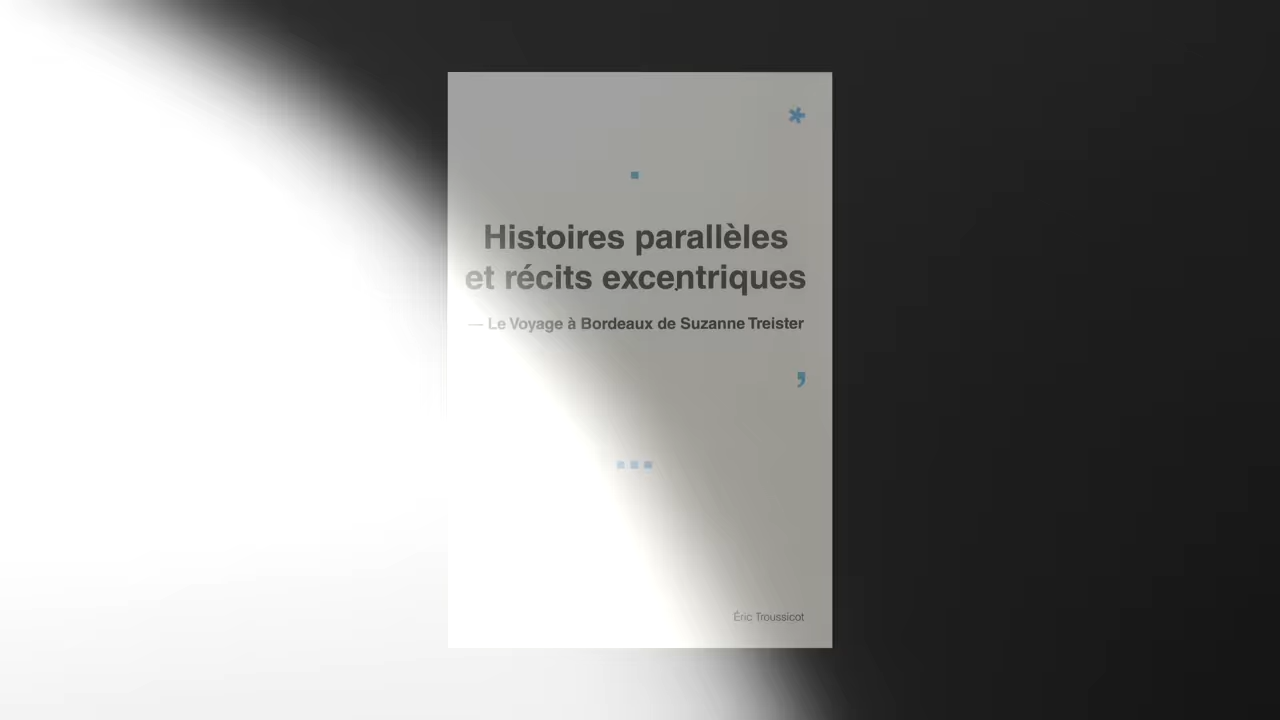 *
.
Histoires parallèles
et récits excentriques
— Le Voyage à Bordeaux de Suzanne Treister
,
...
Éric Troussicot